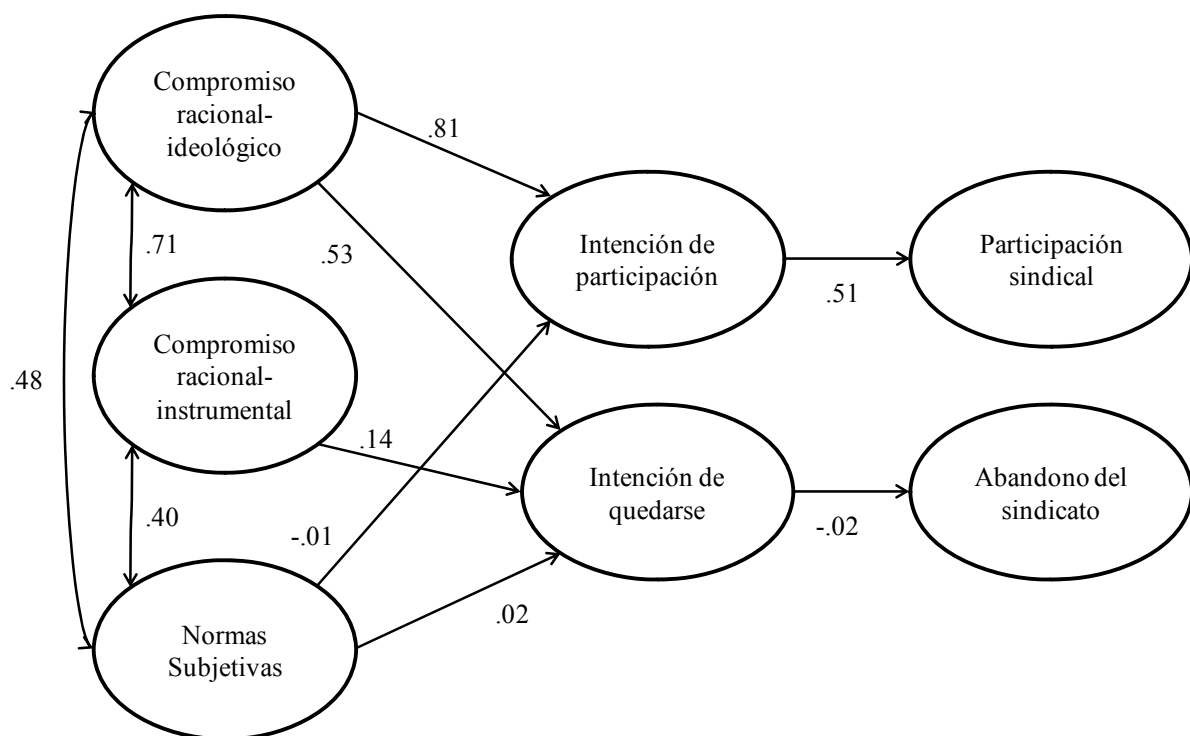 Compromiso
racional-
ideológico
.81
.71
.53
Intención de
participación
Participación
sindical
.51
Compromiso
racional-
instrumental
.48
.14
.40
-.01
Intención de
quedarse
Abandono del
sindicato
-.02
.02
Normas
Subjetivas